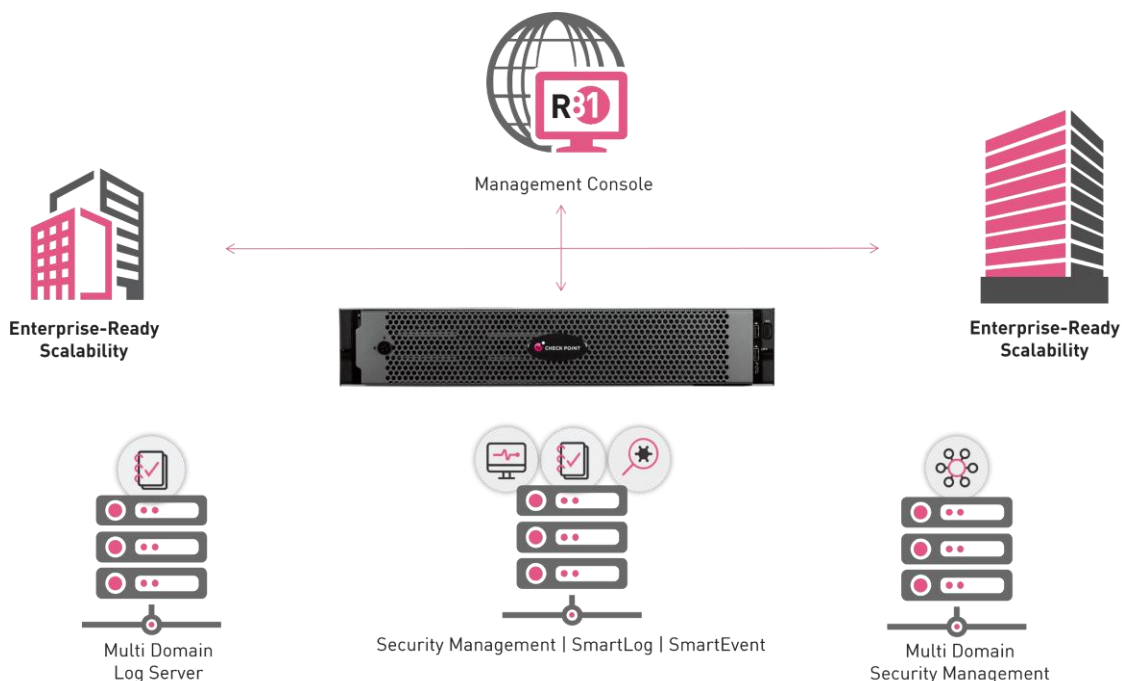 R81
Management Console
Enterprise-Ready
Scalability
Enterprise-Ready
Scalability
CHECK POINT
Security Management | SmartLog | SmartEvent
Multi Domain
Log Server
Multi Domain
Security Management